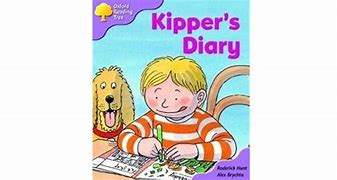 Oxford
Reading
Tree
Kipper's
Diary
Roderick Hunt
Alex Brychta